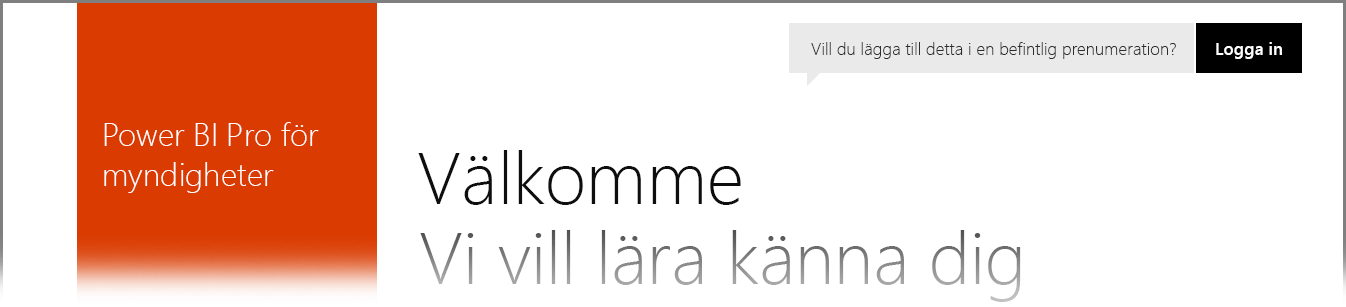 Vill du lägga till detta i en befintlig prenumeration?
Logga in
Power BI Pro för
myndigheter
Välkomme
Vi vill lära känna dig